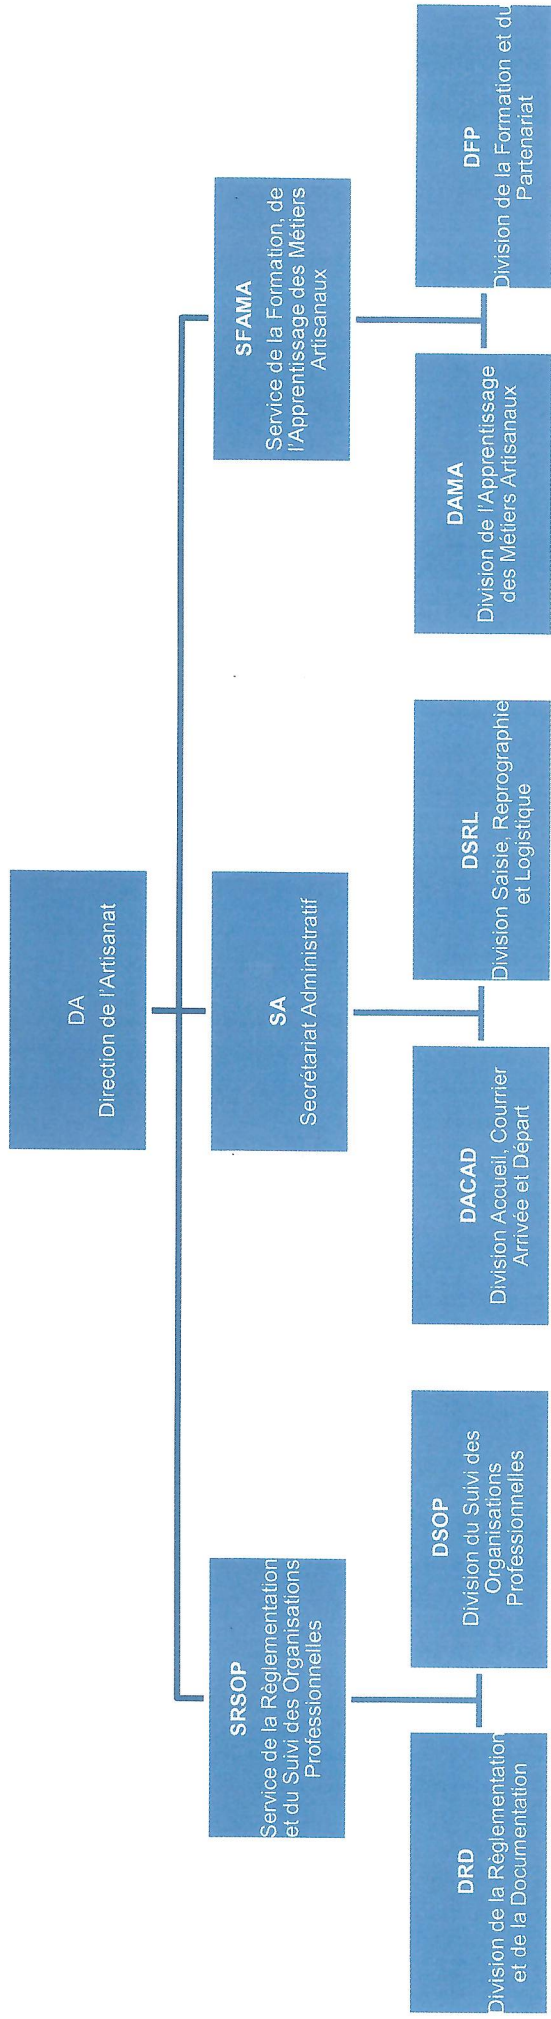 DA
Direction de l'Artisanat
SRSOP
Service de la Règlementation
et du Suivi des Organisations
Professionnelles
SA
Secrétariat Administratif
SFAMA
Service de la Formation, de
l'Apprentissage des Métiers
Artisanaux
DRD
Division de la Règlementation
et de la Documentation
DSOP
Division du Suivi des
Organisations
Professionnelles
DACAD
Division Accueil, Courrier
Arrivée et Départ
DSRL
Division Saisie, Reprographie
et Logistique
DAMA
Division de l'Apprentissage
des Métiers Artisanaux
DFP
Division de la Formation et du
Partenariat